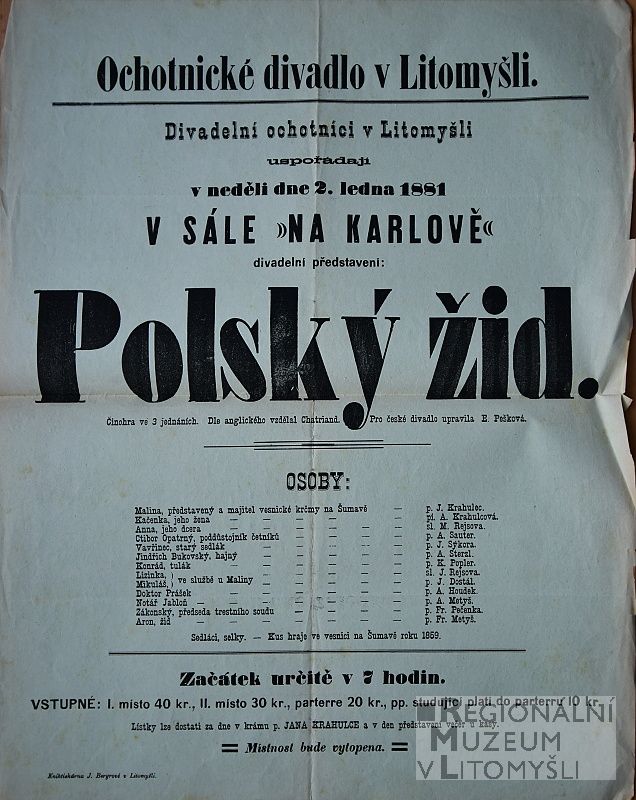 Ochotnické divadlo v Litomyšli.
Divadelní ochotníci v Litomyšli
uspořádají
v neděli dne 2. ledna 1881
V SÁLE »NA KARLOVĚ«
divadelní představení:
Polský žid.
Činohra ve 3 jednáních. Dle anglického vzdělal Chatriand. Pro české divadlo upravila E. Pešková.
OSOBY:
Malina, představený a majitel vesnické krčmy na Šumavě — p. J. Krahulec.
Kačenka, jeho žena — — — — — — pí. A. Krahulcová.
Anna, jeho dcera — — — — — — sl. M. Rejsova.
Ctibor Opatrný, poddůstojník četníků — — — — p. A. Sauter.
Vavřinec, starý sedlák — — — — — — p. J. Sýkora.
Jindřich Bukovský, hajný — — — — — p. A. Šterzl.
Konrád, tulák — — — — — — p. K. Popler.
Lizinka, ) ve službě u Maliny — — — — sl. J. Rejsova.
Mikuláš, ) p. J. Dostál.
Doktor Prášek — — — — — — p. A. Houdek.
Notář Jabloň — — — — — — p. A. Metyš.
Zákonský, předseda trestního soudu — — — — p. Fr. Pečenka.
Aron, žid — — — — — — p. Fr. Metyš.
Sedláci, selky. — Kus hraje ve vesnici na Šumavě roku 1859.
Začátek určitě v 7 hodin.
VSTUPNÉ: I. místo 40 kr., II. místo 30 kr., parterre 20 kr., pp. studující platí do parterru 10 kr.
Lístky lze dostati za dne v krámu p. JANA KRAHULCE a v den představení večer u kasy.
= Místnost bude vytopena. =
Knihtiskárna J. Bergrové v Litomyšli.
REGIONÁLNÍ
MUZEUM
V LITOMYŠLI